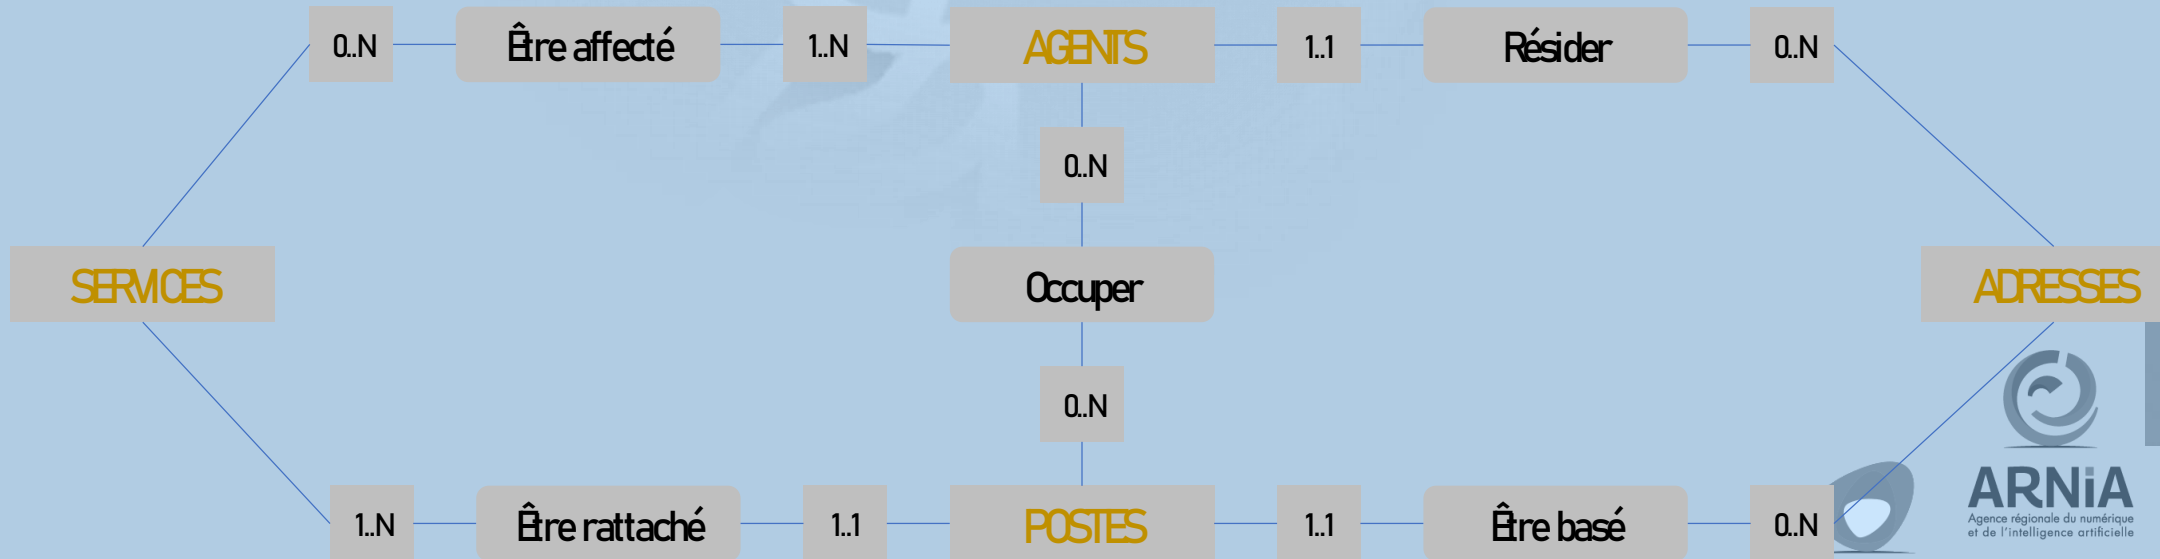 0..N
Être affecté
1..N
AGENTS
1..1
Résider
0..N
0..N
SERVICES
Occuper
ADRESSES
0..N
1..N
Être rattaché
1..1
POSTES
1..1
Être basé
0..N
ARNiA
Agence régionale du numérique
et de l'intelligence artificielle